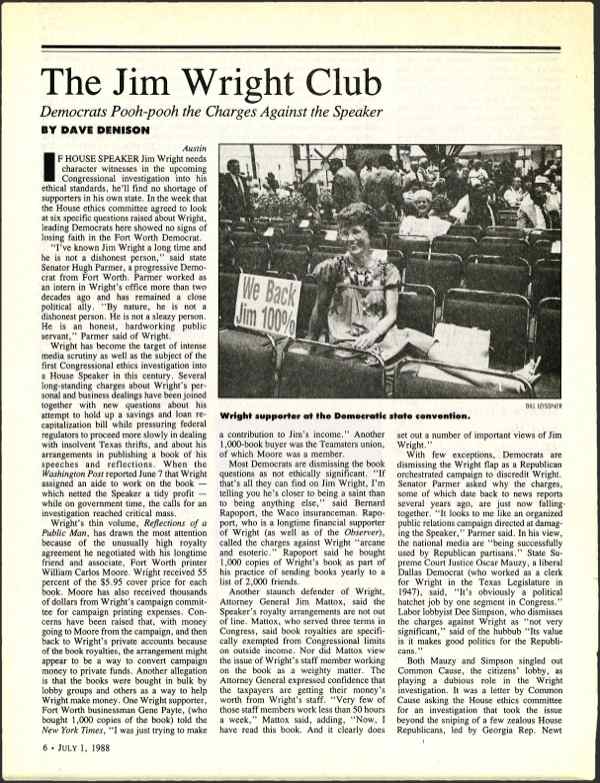 The Jim Wright Club
Democrats Pooh-pooh the Charges Against the Speaker
BY DAVE DENISON
Austin
IF HOUSE SPEAKER Jim Wright needs
character witnesses in the upcoming
Congressional investigation into his
ethical standards, he'll find no shortage of
supporters in his own state. In the week that
the House ethics committee agreed to look
at six specific questions raised about Wright,
leading Democrats here showed no signs of
losing faith in the Fort Worth Democrat.
"I've known Jim Wright a long time and
he is not a dishonest person," said state
Senator Hugh Parmer, a progressive Demo-
crat from Fort Worth. Parmer worked as
an intern in Wright's office more than two
decades ago and has remained a close
political ally. "By nature, he is not a
dishonest person. He is not a sleazy person.
He is an honest, hardworking public
servant," Parmer said of Wright.
Wright has become the target of intense
media scrutiny as well as the subject of the
first Congressional ethics investigation into
a House Speaker in this century. Several
long-standing charges about Wright's per-
sonal and business dealings have been joined
together with new questions about his
attempt to hold up a savings and loan re-
capitalization bill while pressuring federal
regulators to proceed more slowly in dealing
with insolvent Texas thrifts, and about his
arrangements in publishing a book of his
speeches and reflections. When the
Washington Post reported June 7 that Wright
assigned an aide to work on the book —
which netted the Speaker a tidy profit —
while on government time, the calls for an
investigation reached critical mass.
Wright's thin volume, Reflections of a
Public Man, has drawn the most attention
because of the unusually high royalty
agreement he negotiated with his longtime
friend and associate, Fort Worth printer
William Carlos Moore. Wright received 55
percent of the $5.95 cover price for each
book. Moore has also received thousands
of dollars from Wright's campaign commit-
tee for campaign printing expenses. Con-
cerns have been raised that, with money
going to Moore from the campaign, and then
back to Wright's private accounts because
of the book royalties, the arrangement might
appear to be a way to convert campaign
money to private funds. Another allegation
is that the books were bought in bulk by
lobby groups and others as a way to help
Wright make money. One Wright supporter,
Fort Worth businessman Gene Payte, (who
bought 1,000 copies of the book) told the
New York Times, "I was just trying to make
We Back
Jim 100%
BILL LEISSNER
Wright supporter at the Democratic state convention.
a contribution to Jim's income." Another
1,000-book buyer was the Teamsters union,
of which Moore was a member.
Most Democrats are dismissing the book
questions as not ethically significant. "If
that's all they can find on Jim Wright, I'm
telling you he's closer to being a saint than
to being anything else," said Bernard
Rapoport, the Waco insuranceman. Rapo-
port, who is a longtime financial supporter
of Wright (as well as of the Observer),
called the charges against Wright "arcane
and esoteric." Rapoport said he bought
1,000 copies of Wright's book as part of
his practice of sending books yearly to a
list of 2,000 friends.
Another staunch defender of Wright,
Attorney General Jim Mattox, said the
Speaker's royalty arrangements are not out
of line. Mattox, who served three terms in
Congress, said book royalties are specifi-
cally exempted from Congressional limits
on outside income. Nor did Mattox view
the issue of Wright's staff member working
on the book as a weighty matter. The
Attorney General expressed confidence that
the taxpayers are getting their money's
worth from Wright's staff. "Very few of
those staff members work less than 50 hours
a week," Mattox said, adding, "Now, I
have read this book. And it clearly does
set out a number of important views of Jim
Wright."
With few exceptions, Democrats are
dismissing the Wright flap as a Republican
orchestrated campaign to discredit Wright.
Senator Parmer asked why the charges,
some of which date back to news reports
several years ago, are just now falling
together. "It looks to me like an organized
public relations campaign directed at damag-
ing the Speaker," Parmer said. In his view,
the national media are "being successfully
used by Republican partisans." State Su-
preme Court Justice Oscar Mauzy, a liberal
Dallas Democrat (who worked as a clerk
for Wright in the Texas Legislature in
1947), said, "It's obviously a political
hatchet job by one segment in Congress."
Labor lobbyist Dee Simpson, who dismisses
the charges against Wright as "not very
significant," said of the hubbub "Its value
is it makes good politics for the Republi-
cans."
Both Mauzy and Simpson singled out
Common Cause, the citizens' lobby, as
playing a dubious role in the Wright
investigation. It was a letter by Common
Cause asking the House ethics committee
for an investigation that took the issue
beyond the sniping of a few zealous House
Republicans, led by Georgia Rep. Newt
6 • JULY 1, 1988